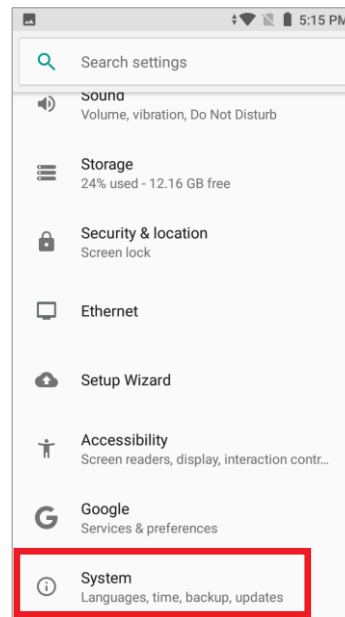 5:15 PM
Search settings
Sound
Volume, vibration, Do Not Disturb
Storage
24% used - 12.16 GB free
Security & location
Screen lock
Ethernet
Setup Wizard
Accessibility
Screen readers, display, interaction contr...
Google
Services & preferences
System
Languages, time, backup, updates